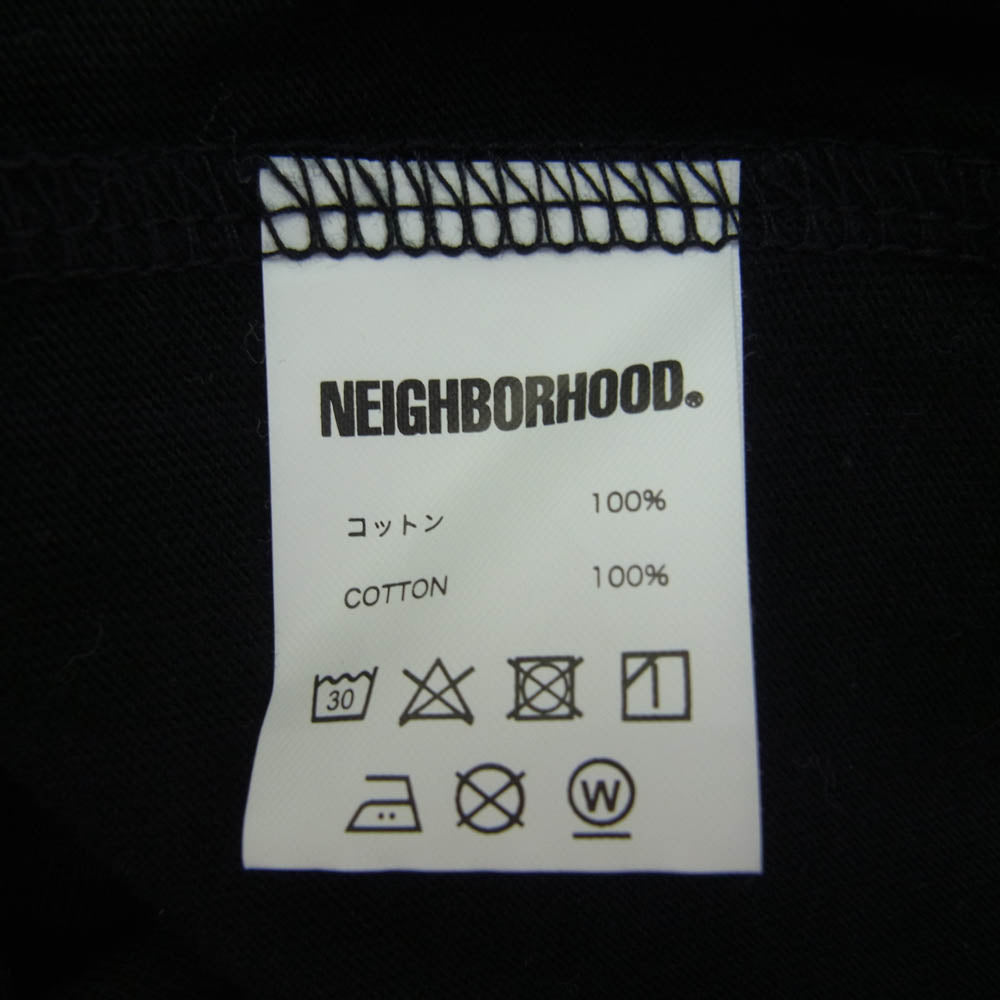 NEIGHBORHOOD®
コットン 100%
COTTON 100%
30
W